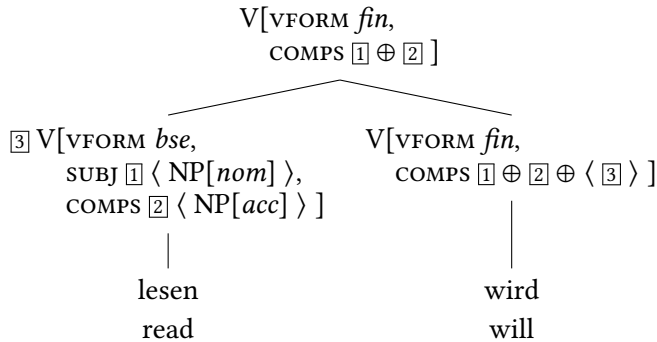 V[VFORM fin,
COMPS 1 ⊕ 2 ]
3 V[VFORM bse,
SUBJ 1 ⟨ NP[nom] ⟩,
COMPS 2 ⟨ NP[acc] ⟩ ]
V[VFORM fin,
COMPS 1 ⊕ 2 ⊕ ⟨ 3 ⟩ ]
lesen
read
wird
will